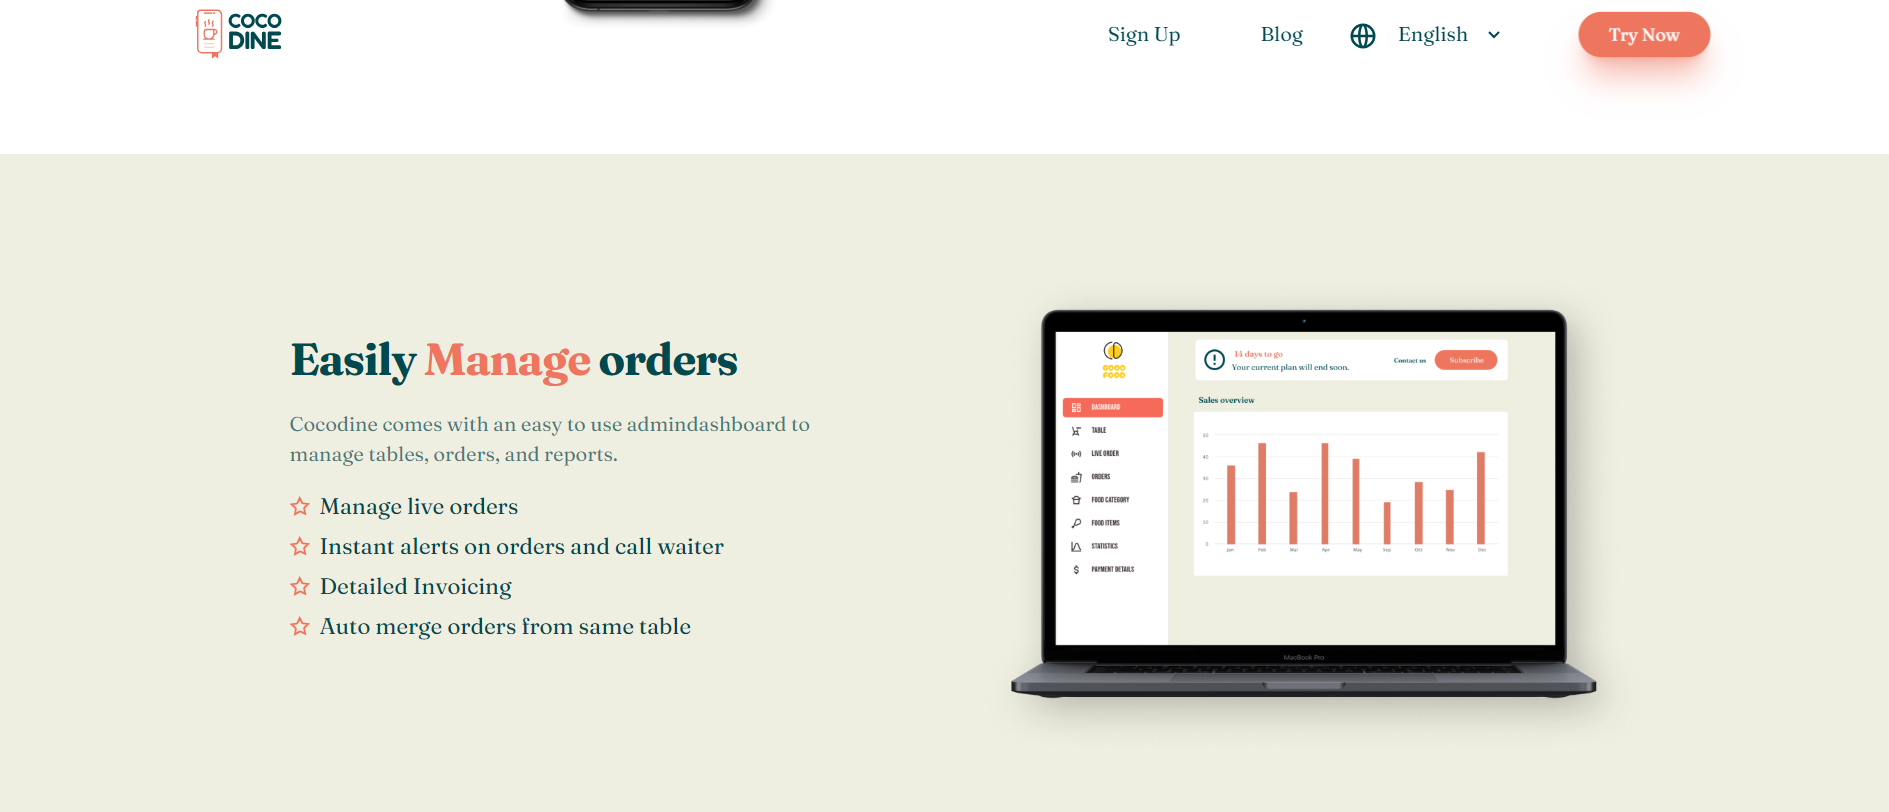 COCO
DINE
Sign Up
Blog
English
Try Now
Easily Manage orders
Cocodine comes with an easy to use admindashboard to
manage tables, orders, and reports.
Manage live orders
Instant alerts on orders and call waiter
Detailed Invoicing
Auto merge orders from same table
GOOD
FOOD
DASHBOARD
TABLE
LIVE ORDER
ORDERS
FOOD CATEGORY
FOOD ITEMS
STATISTICS
PAYMENT DETAILS
14 days to go
Your current plan will end soon.
Contact us
Subscribe
Sales overview
50
40
30
20
10
0
Jan Feb Mar Apr May Sep Oct Nov Dec
MacBook Pro